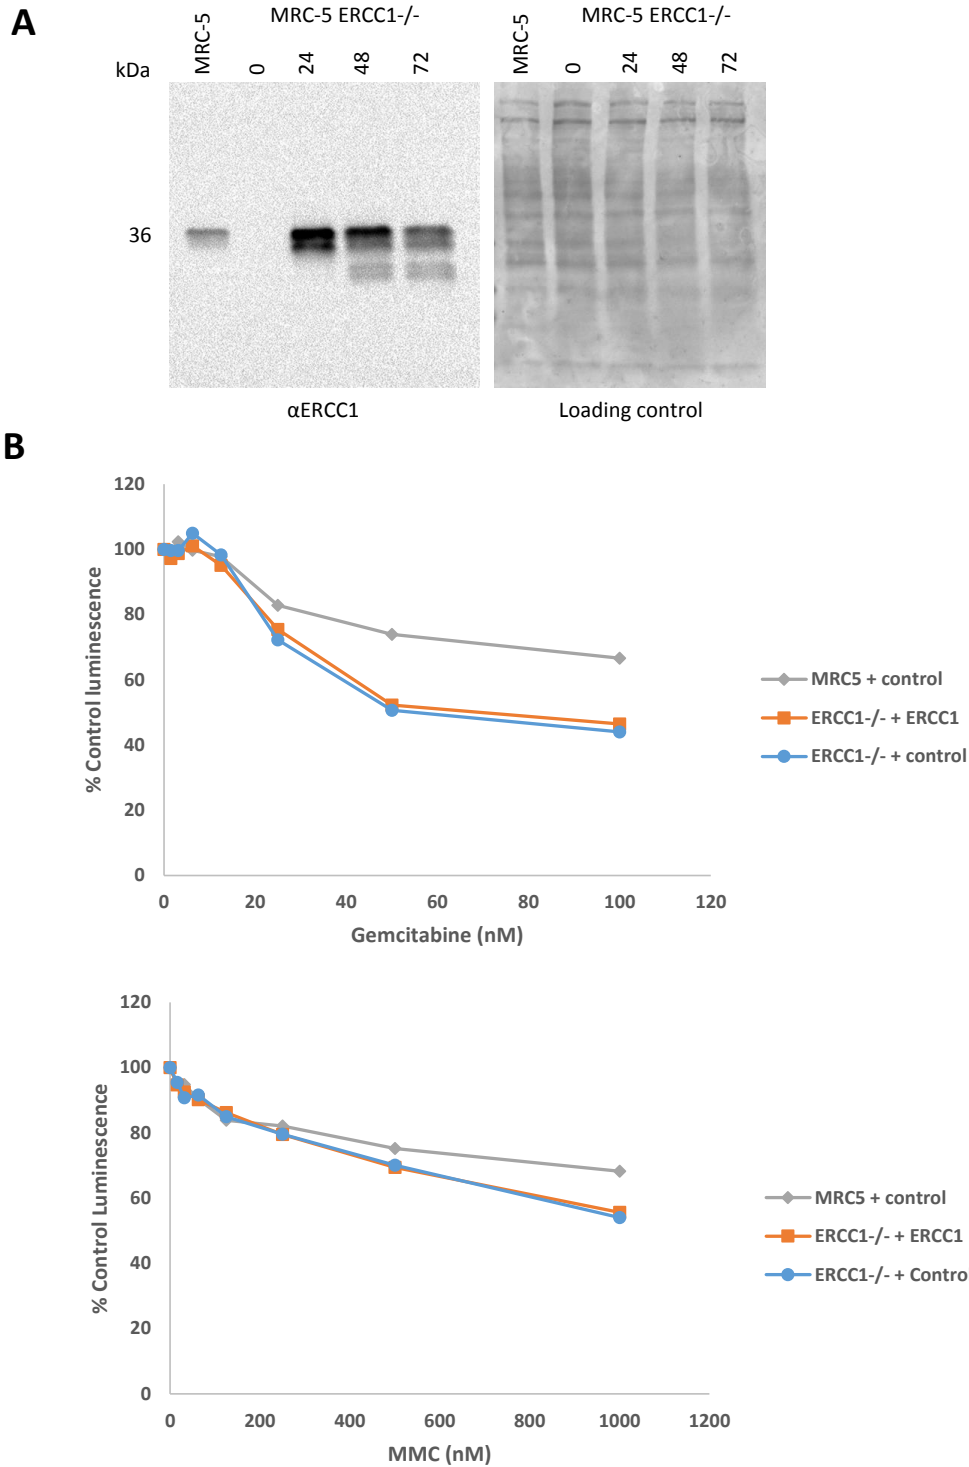 A
MRC-5 ERCC1-/-
MRC-5 ERCC1-/-
kDa
MRC-5
0
24
48
72
MRC-5
0
24
48
72
36
αERCC1
Loading control
B
120
100
80
60
40
20
0
% Control luminescence
0 20 40 60 80 100 120
Gemcitabine (nM)
MRC5 + control
ERCC1-/- + ERCC1
ERCC1-/- + control
120
100
80
60
40
20
0
% Control Luminescence
0 200 400 600 800 1000 1200
MMC (nM)
MRC5 + control
ERCC1-/- + ERCC1
ERCC1-/- + Control